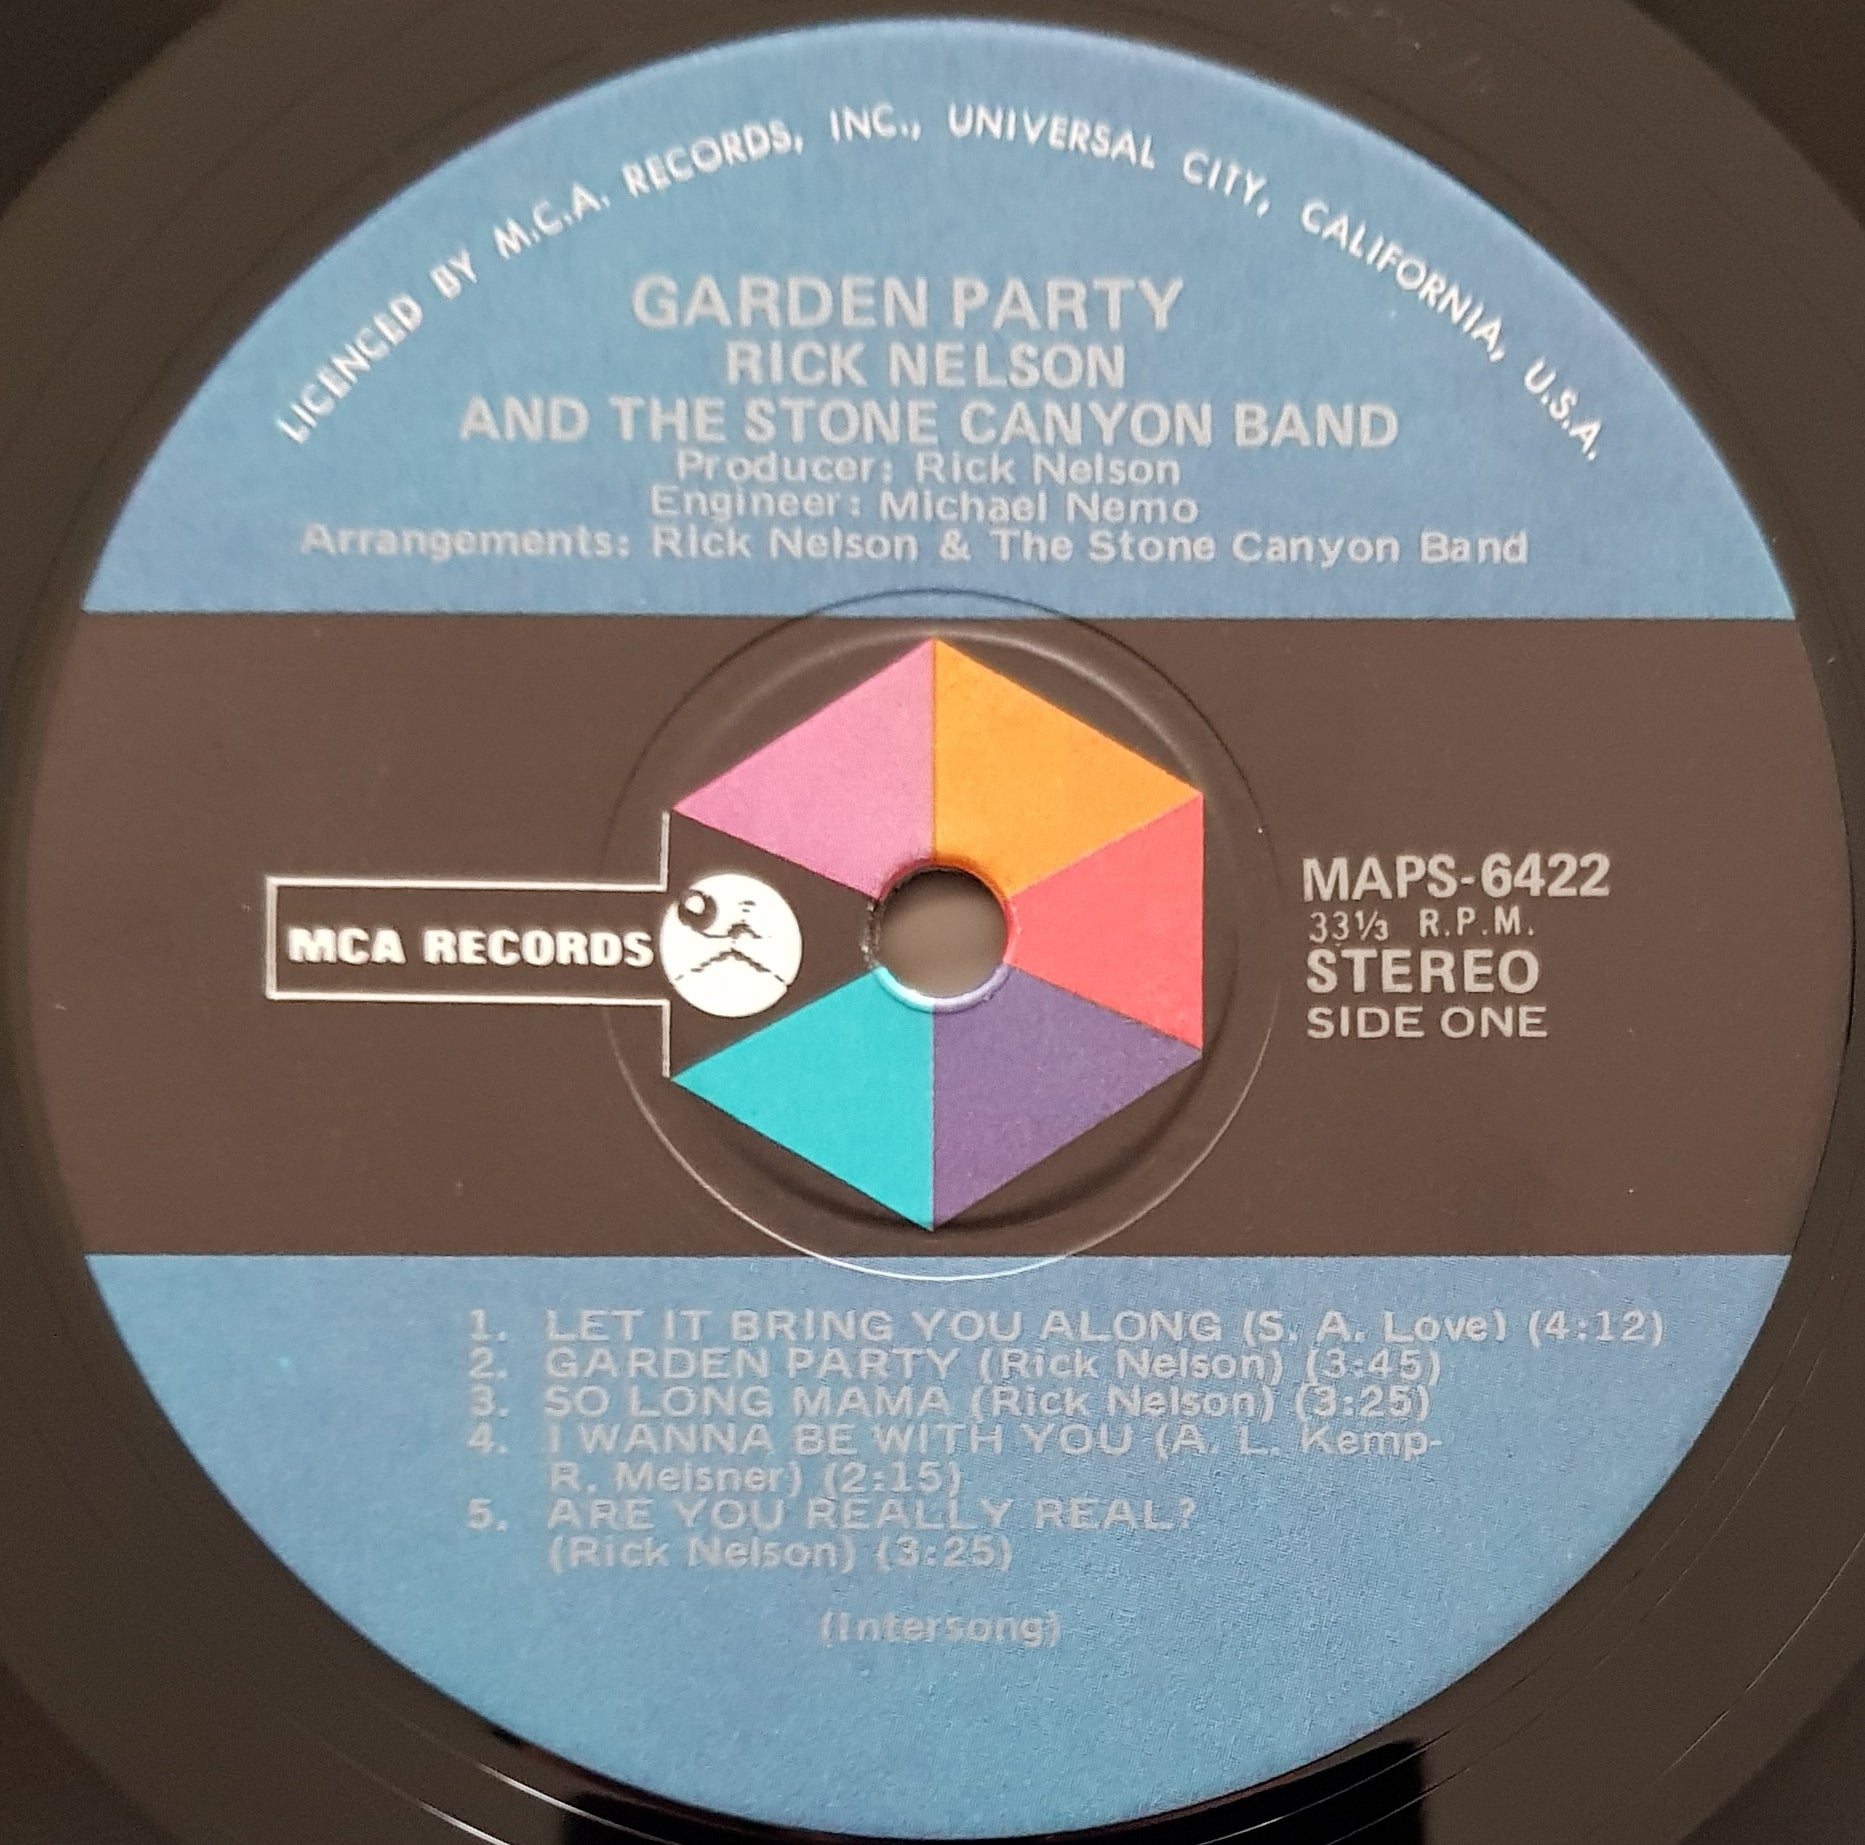 LICENCED BY M.C.A. RECORDS, INC., UNIVERSAL CITY, CALIFORNIA, U.S.A.
GARDEN PARTY
RICK NELSON
AND THE STONE CANYON BAND
Producer: Rick Nelson
Engineer: Michael Nemo
Arrangements: Rick Nelson & The Stone Canyon Band
MCA RECORDS
MAPS-6422
33⅓ R.P.M.
STEREO
SIDE ONE
1. LET IT BRING YOU ALONG (S. A. Love) (4:12)
2. GARDEN PARTY (Rick Nelson) (3:45)
3. SO LONG MAMA (Rick Nelson) (3:25)
4. I WANNA BE WITH YOU (A. L. Kemp-
R. Meisner) (2:15)
5. ARE YOU REALLY REAL?
(Rick Nelson) (3:25)
(Intersong)